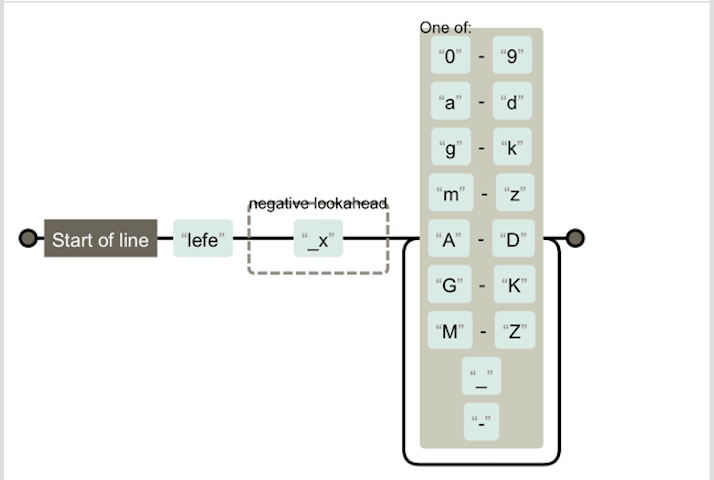 One of:
“0” - “9”
“a” - “d”
“g” - “k”
“m” - “z”
negative lookahead
Start of line “lefe” “_x” “A” - “D”
“G” - “K”
“M” - “Z”
“_”
“-”